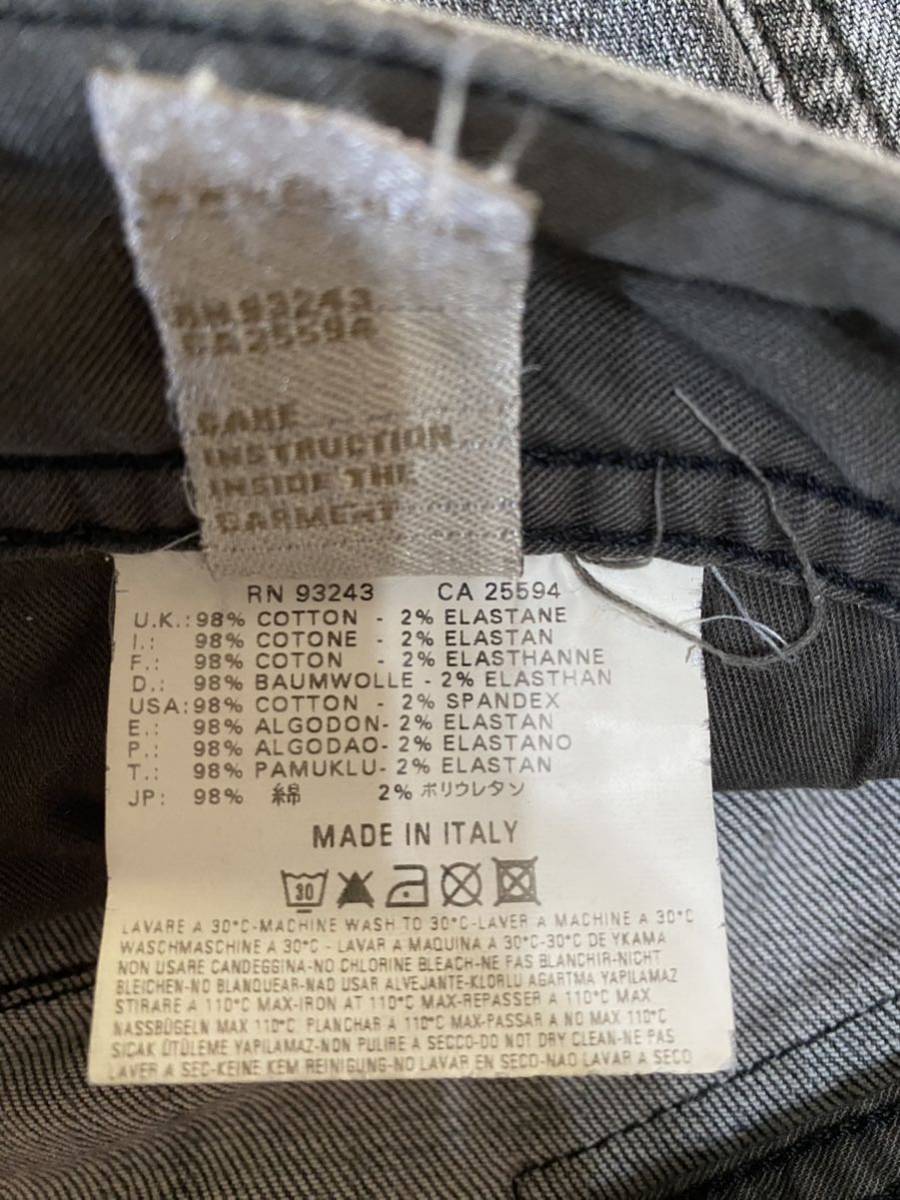 RN 93243
CA 25594
CARE
INSTRUCTION
INSIDE THE
GARMENT
RN 93243 CA 25594
U.K.: 98% COTTON - 2% ELASTANE
I.: 98% COTONE - 2% ELASTAN
F.: 98% COTON - 2% ELASTHANNE
D.: 98% BAUMWOLLE - 2% ELASTHAN
USA: 98% COTTON - 2% SPANDEX
E.: 98% ALGODON- 2% ELASTAN
P.: 98% ALGODAO- 2% ELASTANO
T.: 98% PAMUKLU- 2% ELASTAN
JP: 98% 綿 2% ポリウレタン
MADE IN ITALY
30
LAVARE A 30°C-MACHINE WASH TO 30°C-LAVER A MACHINE A 30°C
WASCHMASCHINE A 30°C - LAVAR A MAQUINA A 30°C-30°C DE YKAMA
NON USARE CANDEGGINA-NO CHLORINE BLEACH-NE FAS BLANCHIR-NICHT
BLEICHEN-NO BLANQUEAR-NAO USAR ALVEJANTE-KLORLU AGARTMA YAPILAMAZ
STIRARE A 110°C MAX-IRON AT 110°C MAX-REPASSER A 110°C MAX
NASSBÜGELN MAX 110°C PLANCHAR A 110°C MAX-PASSAR A NO MAX 110°C
SICAK ÜTÜLEME YAPILAMAZ-NON PULIRE A SECCO-DO NOT DRY CLEAN-NE PAS
LAVER A SEC-KEINE KEM REINIGUNG-NO LAVAR EN SECO-NAO LAVAR A SECO